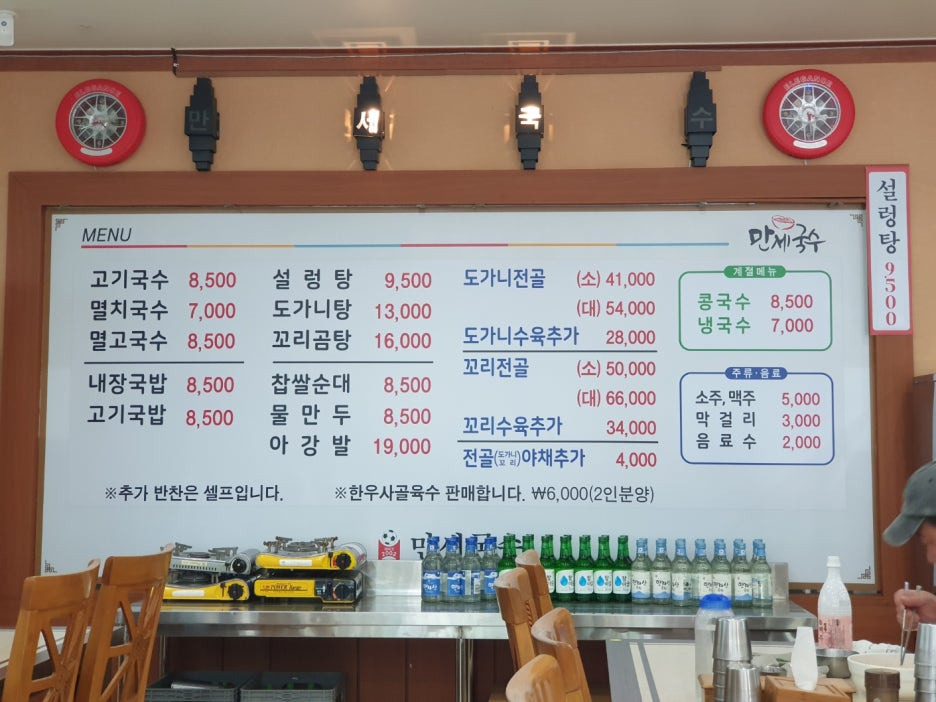 ELEGANCE
만 세 국 수
ELEGANCE
설렁탕 9,500
MENU
만세국수
고기국수 8,500
멸치국수 7,000
멸고국수 8,500
내장국밥 8,500
고기국밥 8,500
설렁탕 9,500
도가니탕 13,000
꼬리곰탕 16,000
찹쌀순대 8,500
물만두 8,500
아강발 19,000
도가니전골 (소) 41,000
(대) 54,000
도가니수육추가 28,000
꼬리전골 (소) 50,000
(대) 66,000
꼬리수육추가 34,000
전골(도가니 꼬리)야채추가 4,000
계절메뉴
콩국수 8,500
냉국수 7,000
주류·음료
소주, 맥주 5,000
막걸리 3,000
음료수 2,000
※추가 반찬은 셀프입니다.
※한우사골육수 판매합니다. ₩6,000(2인분양)
2002
만세국수